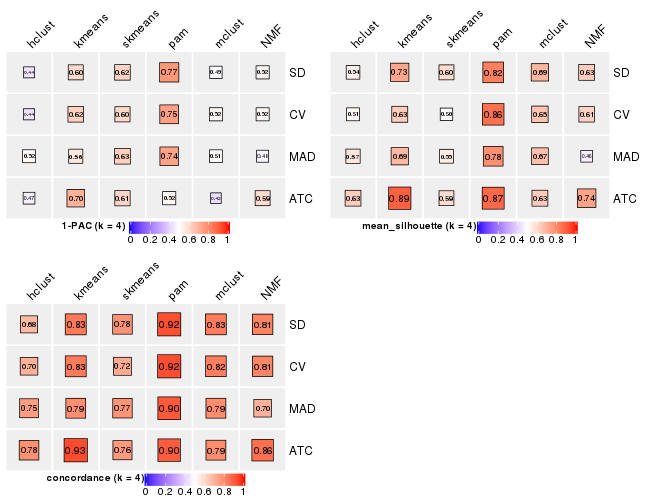 hclust kmeans skmeans pam mclust NMF
0.44 0.60 0.62 0.77 0.49 0.52 SD
0.44 0.62 0.60 0.75 0.52 0.52 CV
0.52 0.56 0.63 0.74 0.51 0.48 MAD
0.47 0.70 0.61 0.52 0.42 0.59 ATC
1-PAC (k = 4)
0 0.2 0.4 0.6 0.8 1
hclust kmeans skmeans pam mclust NMF
0.54 0.73 0.60 0.82 0.69 0.63 SD
0.51 0.63 0.50 0.86 0.65 0.61 CV
0.57 0.69 0.55 0.78 0.67 MAD
0.63 0.89 0.59 0.87 0.63 0.74 ATC
mean_silhouette (k = 4)
0 0.2 0.4 0.6 0.8 1
hclust kmeans skmeans pam mclust NMF
0.68 0.83 0.78 0.92 0.83 0.81 SD
0.70 0.83 0.72 0.92 0.82 0.81 CV
0.75 0.79 0.77 0.90 0.79 0.70 MAD
0.78 0.93 0.76 0.90 0.79 0.86 ATC
concordance (k = 4)
0 0.2 0.4 0.6 0.8 1